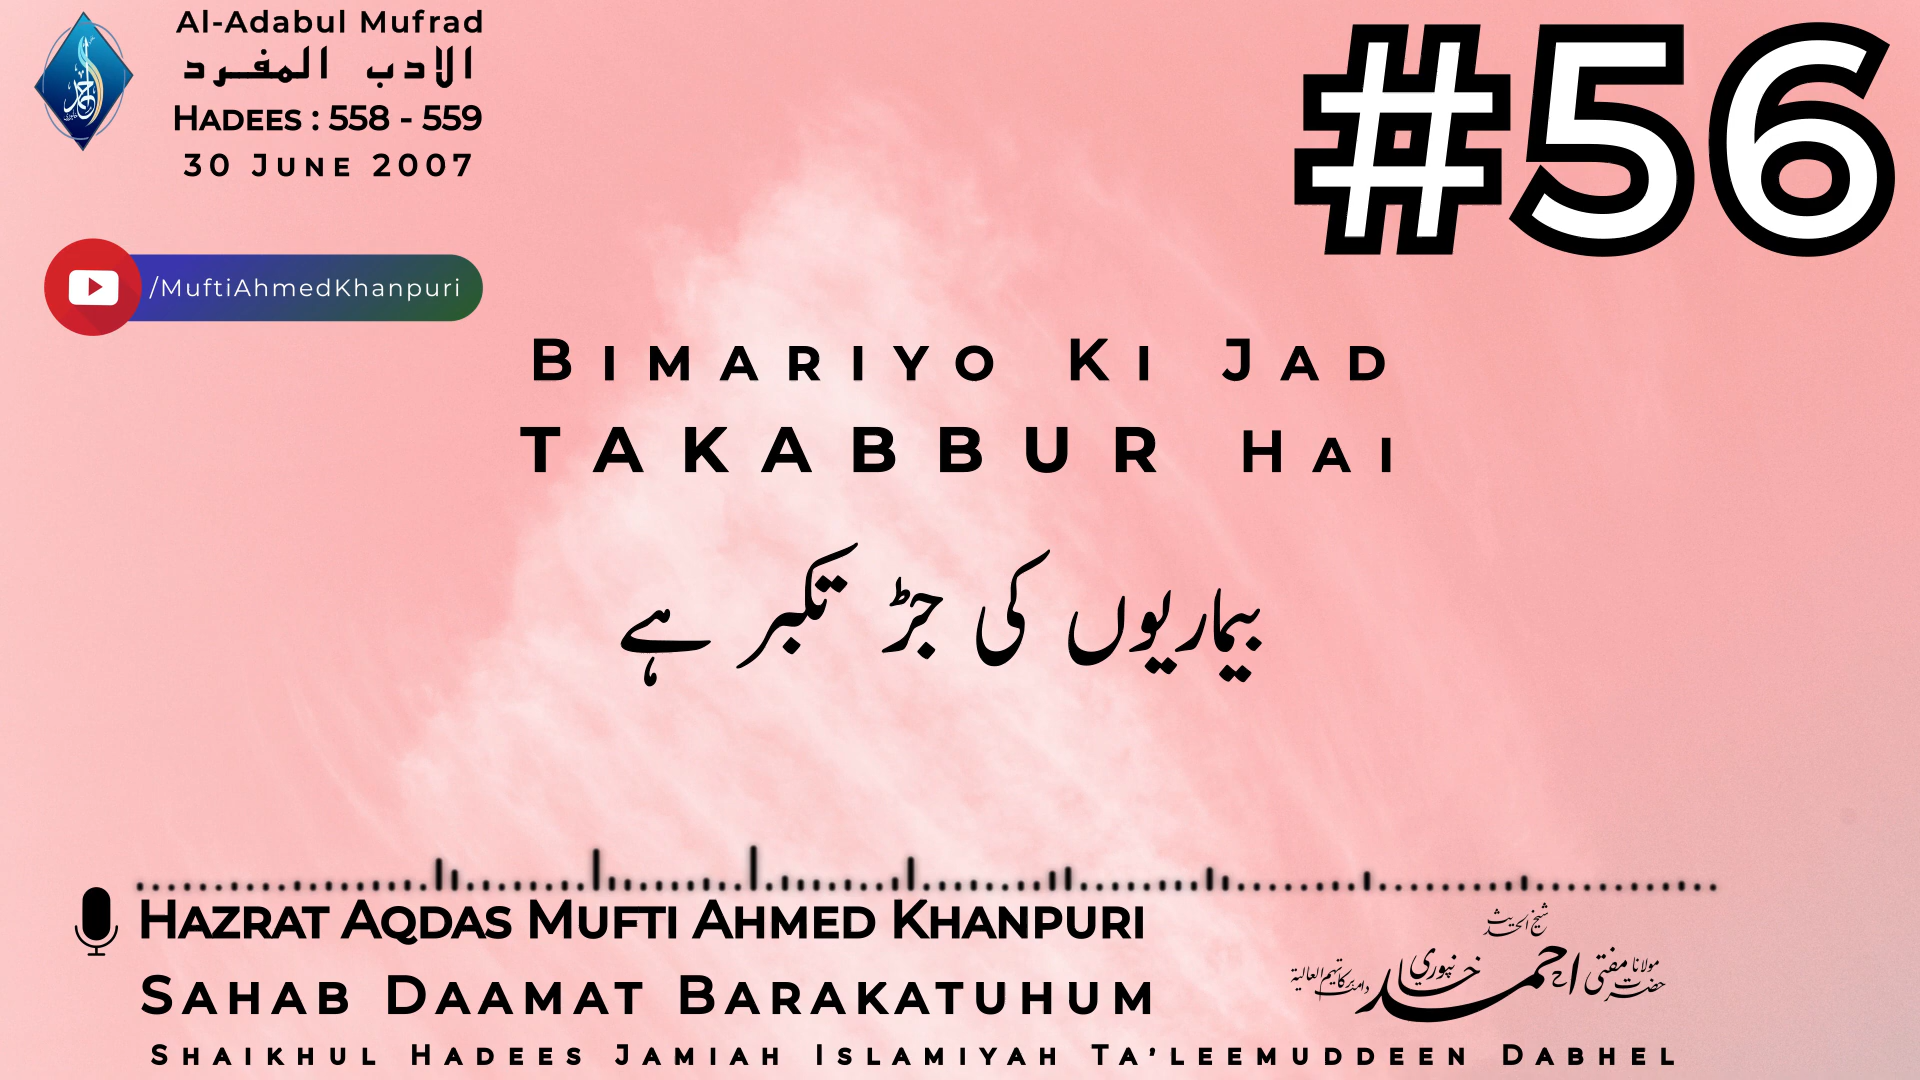 Al-Adabul Mufrad
الادب المفرد
HADEES : 558 - 559
30 JUNE 2007
#56
/MuftiAhmedKhanpuri
BIMARIYO KI JAD
TAKABBUR HAI
بیماریوں کی جڑ تکبر ہے
HAZRAT AQDAS MUFTI AHMED KHANPURI
SAHAB DAAMAT BARAKATUHUM
شیخ الحدیث
حضرت مولانا مفتی احمد خانپوری دامت برکاتہم العالیہ
SHAIKHUL HADEES JAMIAH ISLAMIYAH TA'LEEMUDDEEN DABHEL